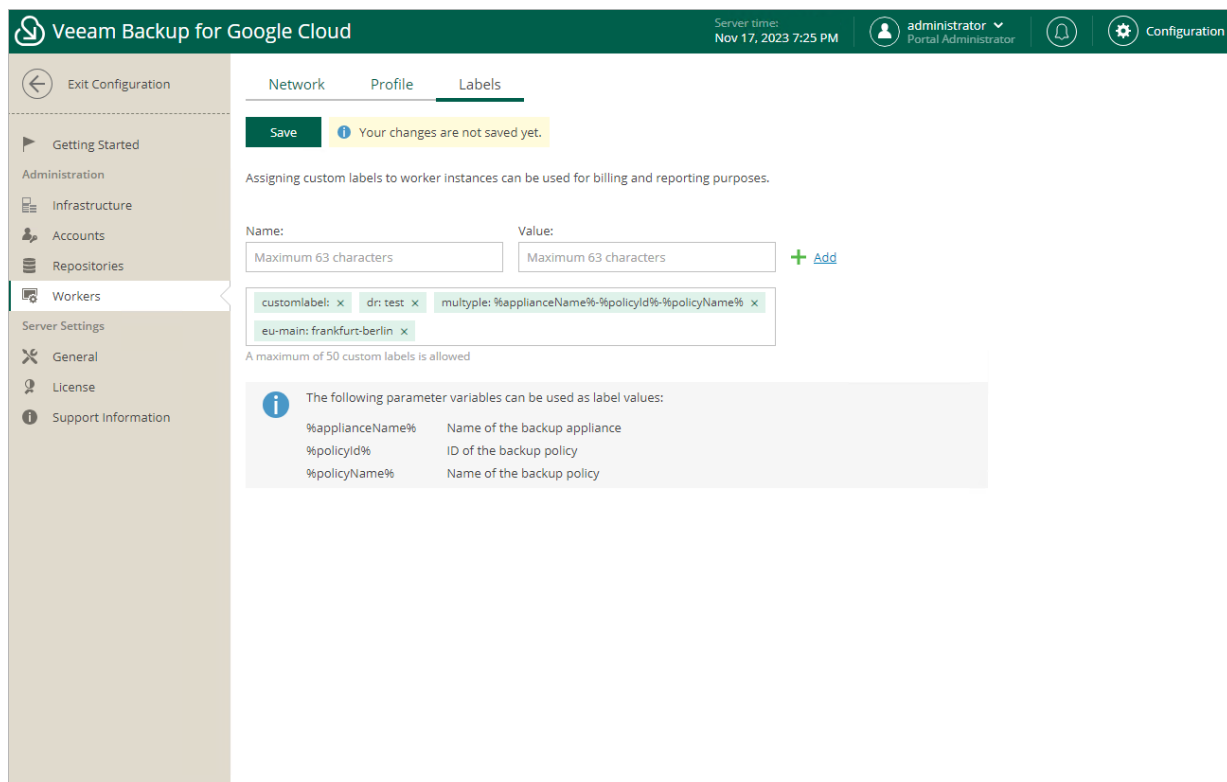 Veeam Backup for Google Cloud
Server time:
Nov 17, 2023 7:25 PM
administrator
Portal Administrator
Configuration
Exit Configuration
Getting Started
Administration
Infrastructure
Accounts
Repositories
Workers
Server Settings
General
License
Support Information
Network Profile Labels
Save
Your changes are not saved yet.
Assigning custom labels to worker instances can be used for billing and reporting purposes.
Name: Value:
Maximum 63 characters Maximum 63 characters Add
customlabel: × dr: test × multyple: %applianceName%-%policyId%-%policyName% ×
eu-main: frankfurt-berlin ×
A maximum of 50 custom labels is allowed
The following parameter variables can be used as label values:
%applianceName% Name of the backup appliance
%policyId% ID of the backup policy
%policyName% Name of the backup policy